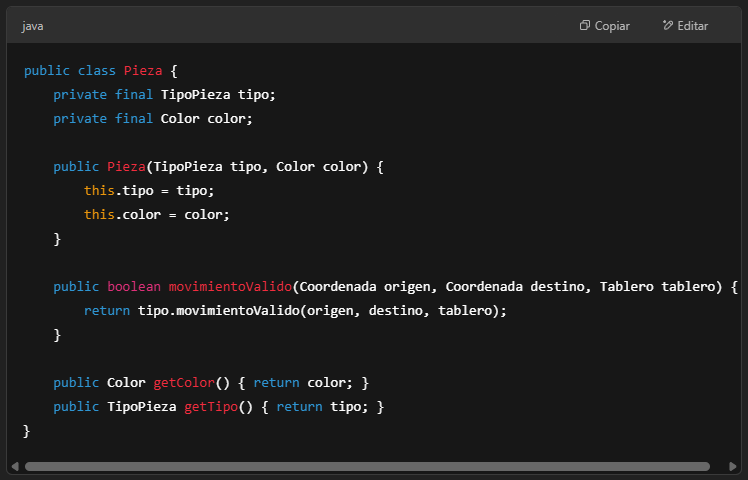 java
Copiar
Editar
public class Pieza {
    private final TipoPieza tipo;
    private final Color color;

    public Pieza(TipoPieza tipo, Color color) {
        this.tipo = tipo;
        this.color = color;
    }

    public boolean movimientoValido(Coordenada origen, Coordenada destino, Tablero tablero) {
        return tipo.movimientoValido(origen, destino, tablero);
    }

    public Color getColor() { return color; }
    public TipoPieza getTipo() { return tipo; }
}